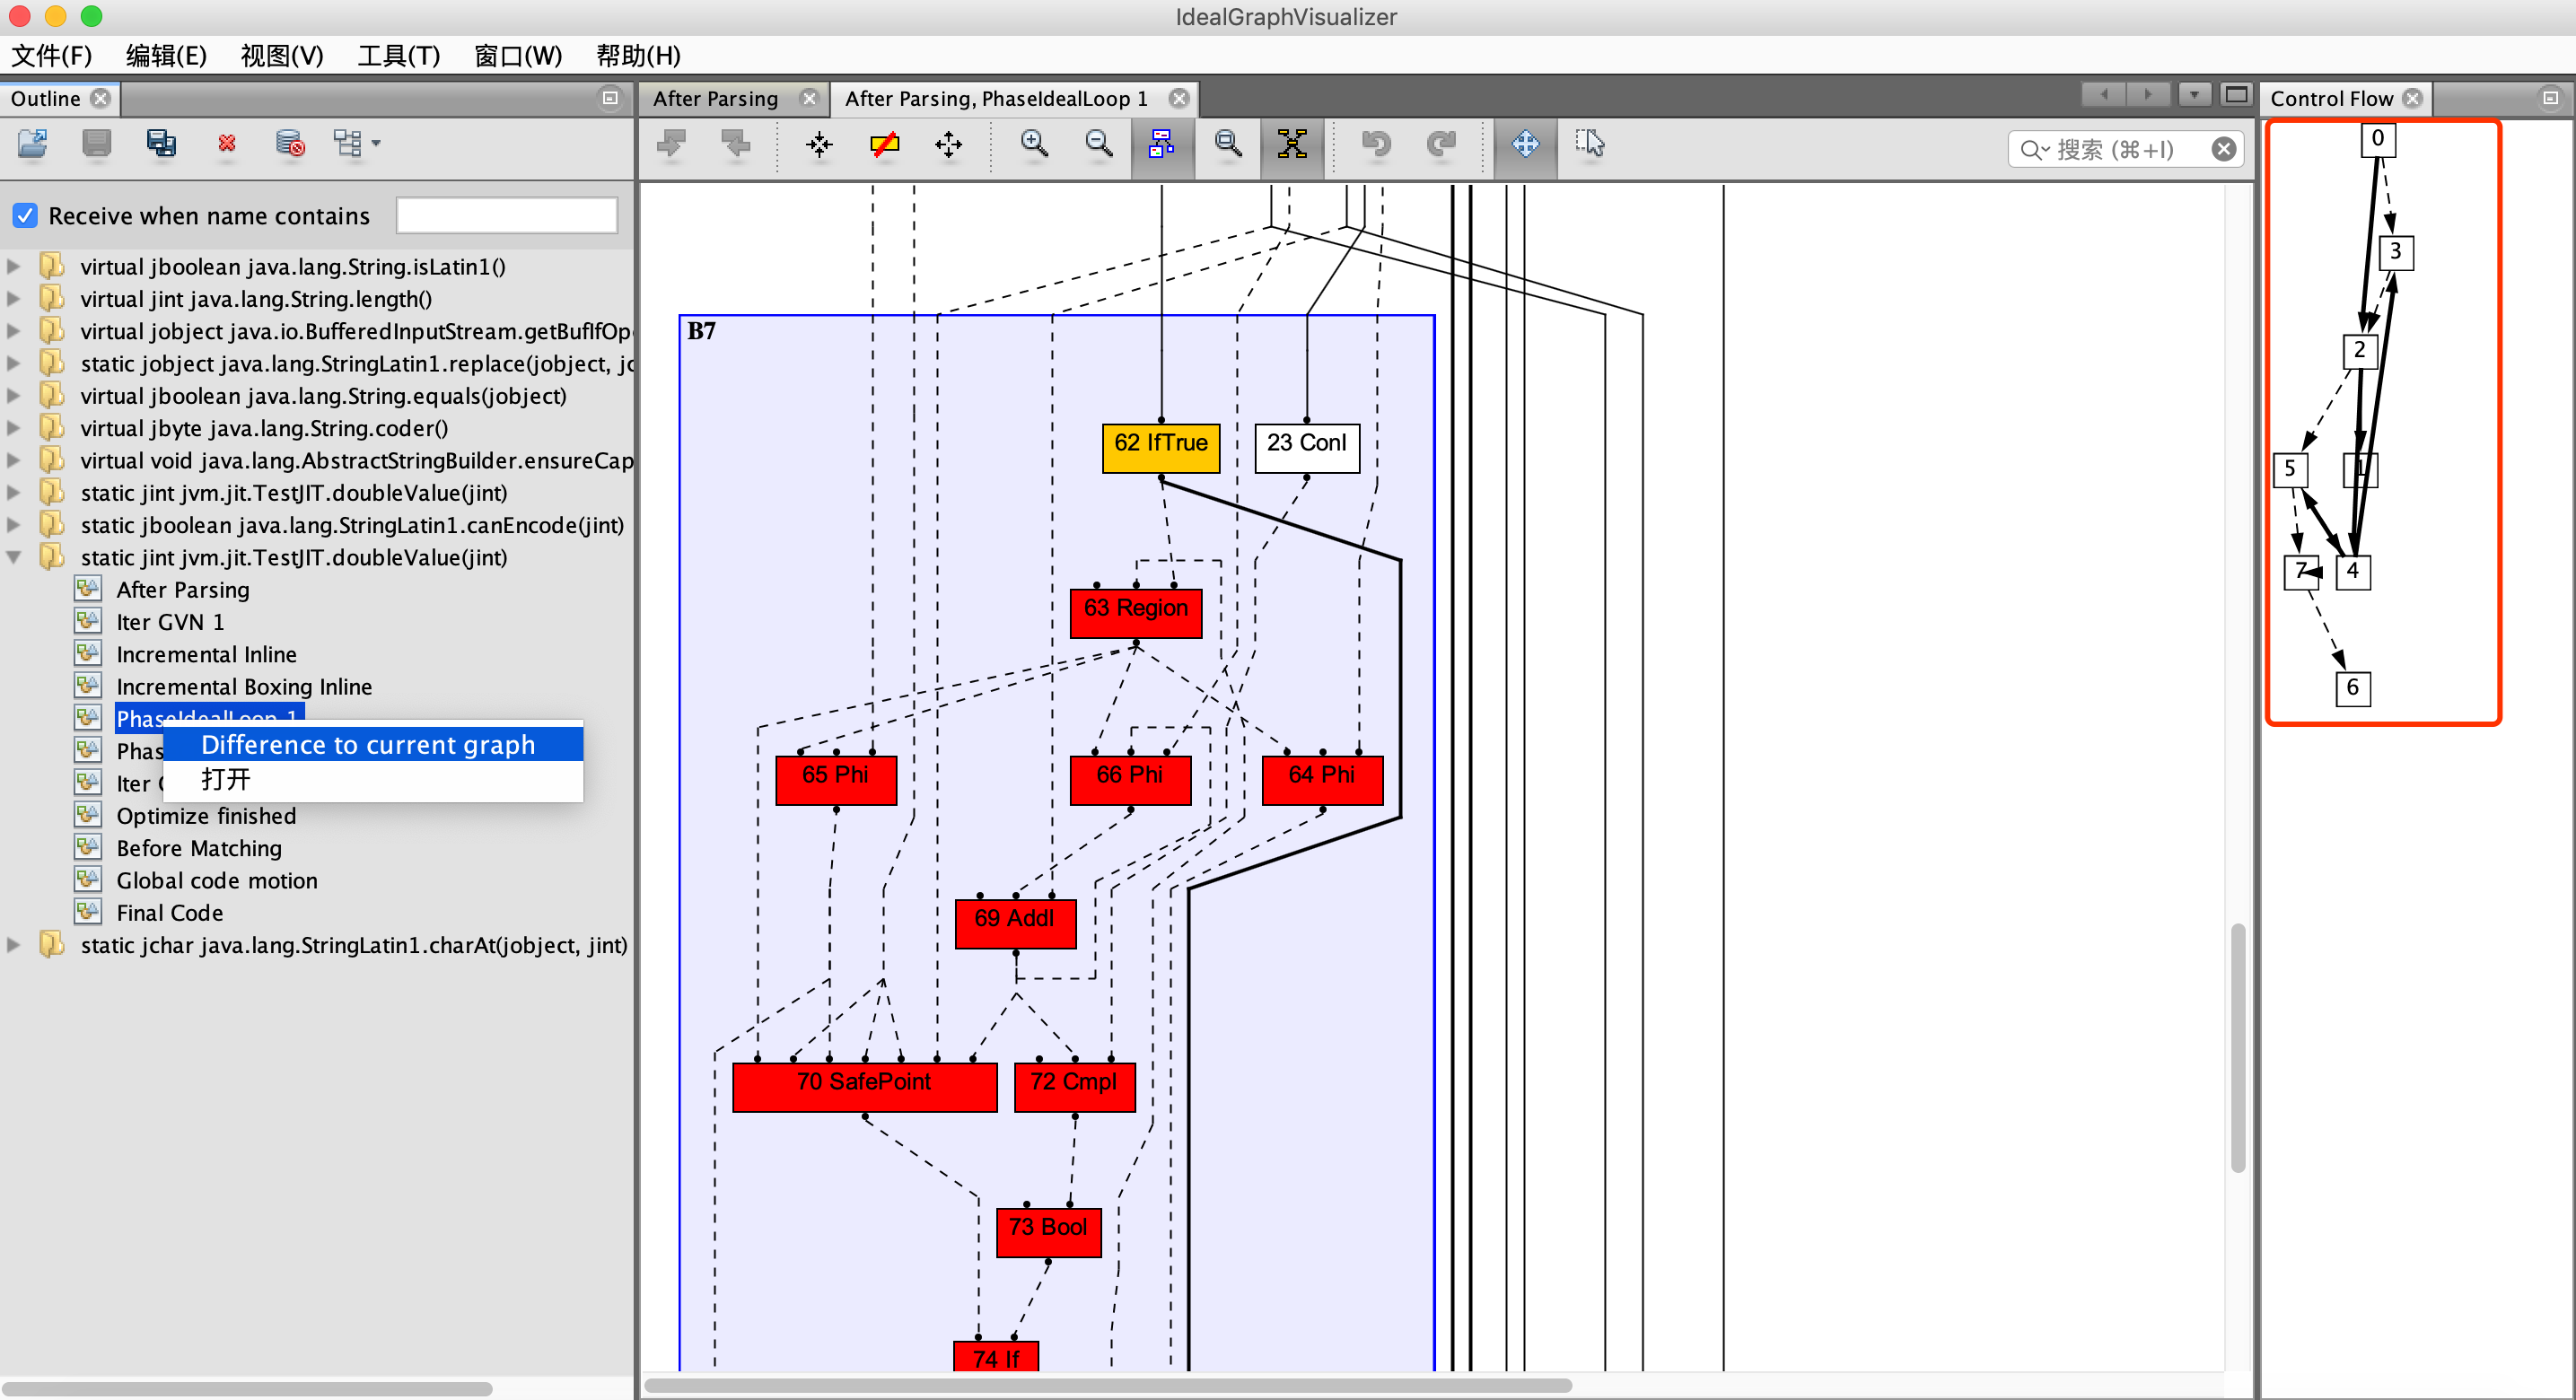 IdealGraphVisualizer
文件(F) 编辑(E) 视图(V) 工具(T) 窗口(W) 帮助(H)
Outline
After Parsing
After Parsing, PhaseIdealLoop 1
Control Flow
搜索 (⌘+I)
Receive when name contains
virtual jboolean java.lang.String.isLatin1()
virtual jint java.lang.String.length()
virtual jobject java.io.BufferedInputStream.getBufIfOp
static jobject java.lang.StringLatin1.replace(jobject, jc
virtual jboolean java.lang.String.equals(jobject)
virtual jbyte java.lang.String.coder()
virtual void java.lang.AbstractStringBuilder.ensureCap
static jint jvm.jit.TestJIT.doubleValue(jint)
static jboolean java.lang.StringLatin1.canEncode(jint)
static jint jvm.jit.TestJIT.doubleValue(jint)
After Parsing
Iter GVN 1
Incremental Inline
Incremental Boxing Inline
PhaseIdealLoop 1
Phas
Iter
Difference to current graph
打开
Optimize finished
Before Matching
Global code motion
Final Code
static jchar java.lang.StringLatin1.charAt(jobject, jint)
B7
62 IfTrue
23 ConI
63 Region
65 Phi
66 Phi
64 Phi
69 AddI
70 SafePoint
72 CmpI
73 Bool
74 If
0
3
2
5
1
7
4
6